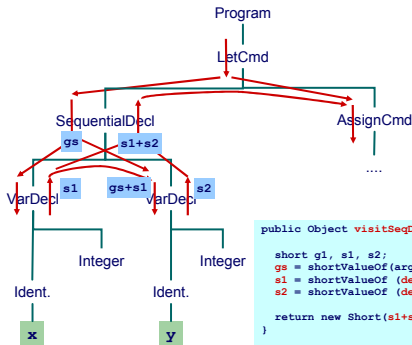 Program
LetCmd
SequentialDecl
AssignCmd
gs
s1+s2
....
VarDecl
s1
gs+s1
VarDecl
s2
Integer
Integer
Ident.
Ident.
x
y
public Object visitSeqD
short g1, s1, s2;
gs = shortValueOf(arg
s1 = shortValueOf (de
s2 = shortValueOf (de
return new Short(s1+s
}